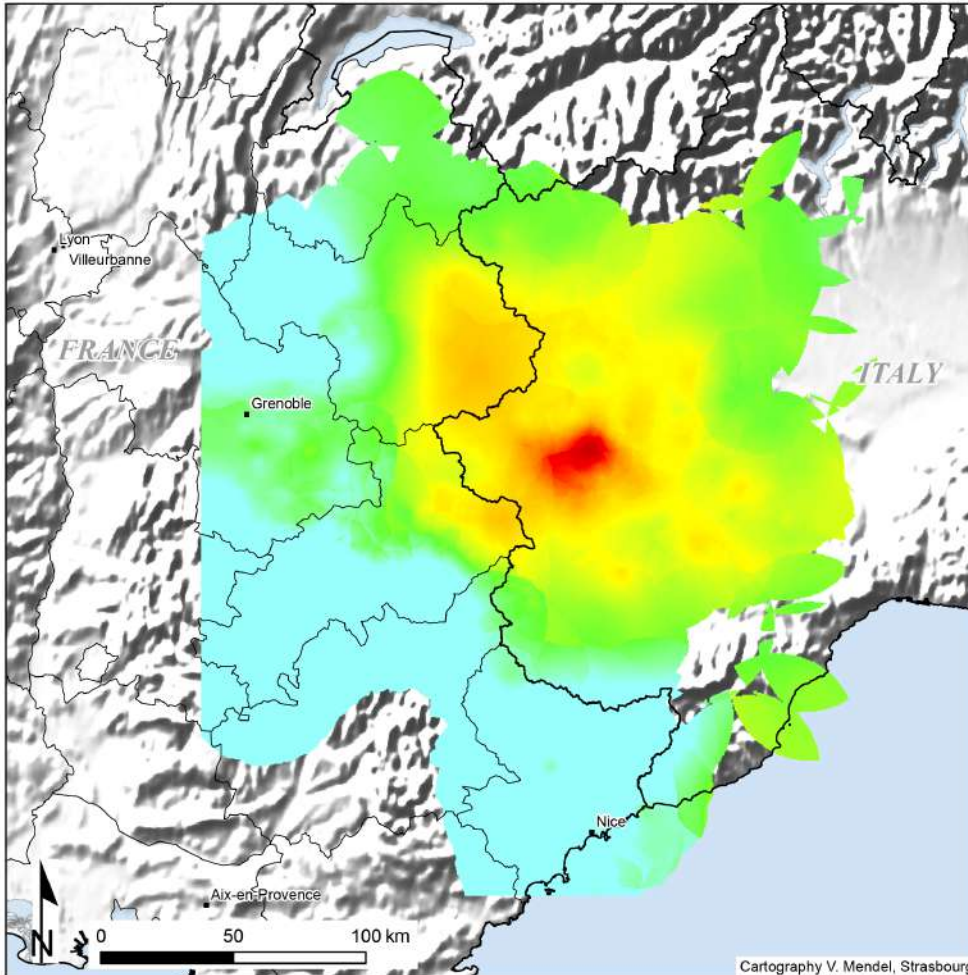 Lyon
Villeurbanne
FRANCE
ITALY
Grenoble
Nice
Aix-en-Provence
N
0 50 100 km
Cartography V. Mendel, Strasbourg